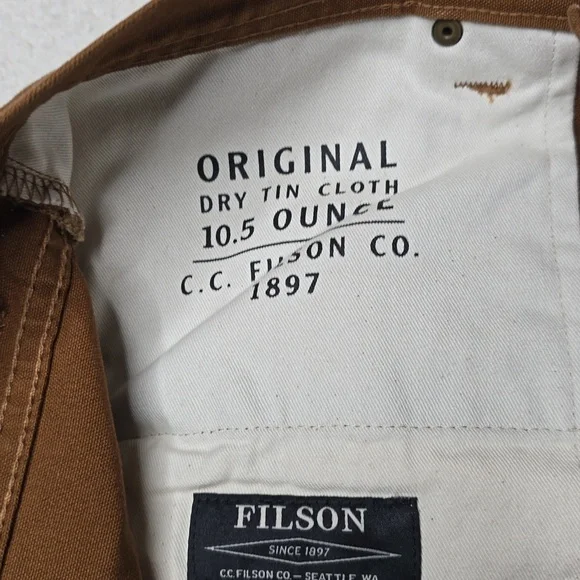 ORIGINAL
DRY TIN CLOTH
10.5 OUNCE
C.C. FILSON CO.
1897
FILSON
SINCE 1897
C.C. FILSON CO. — SEATTLE, WA